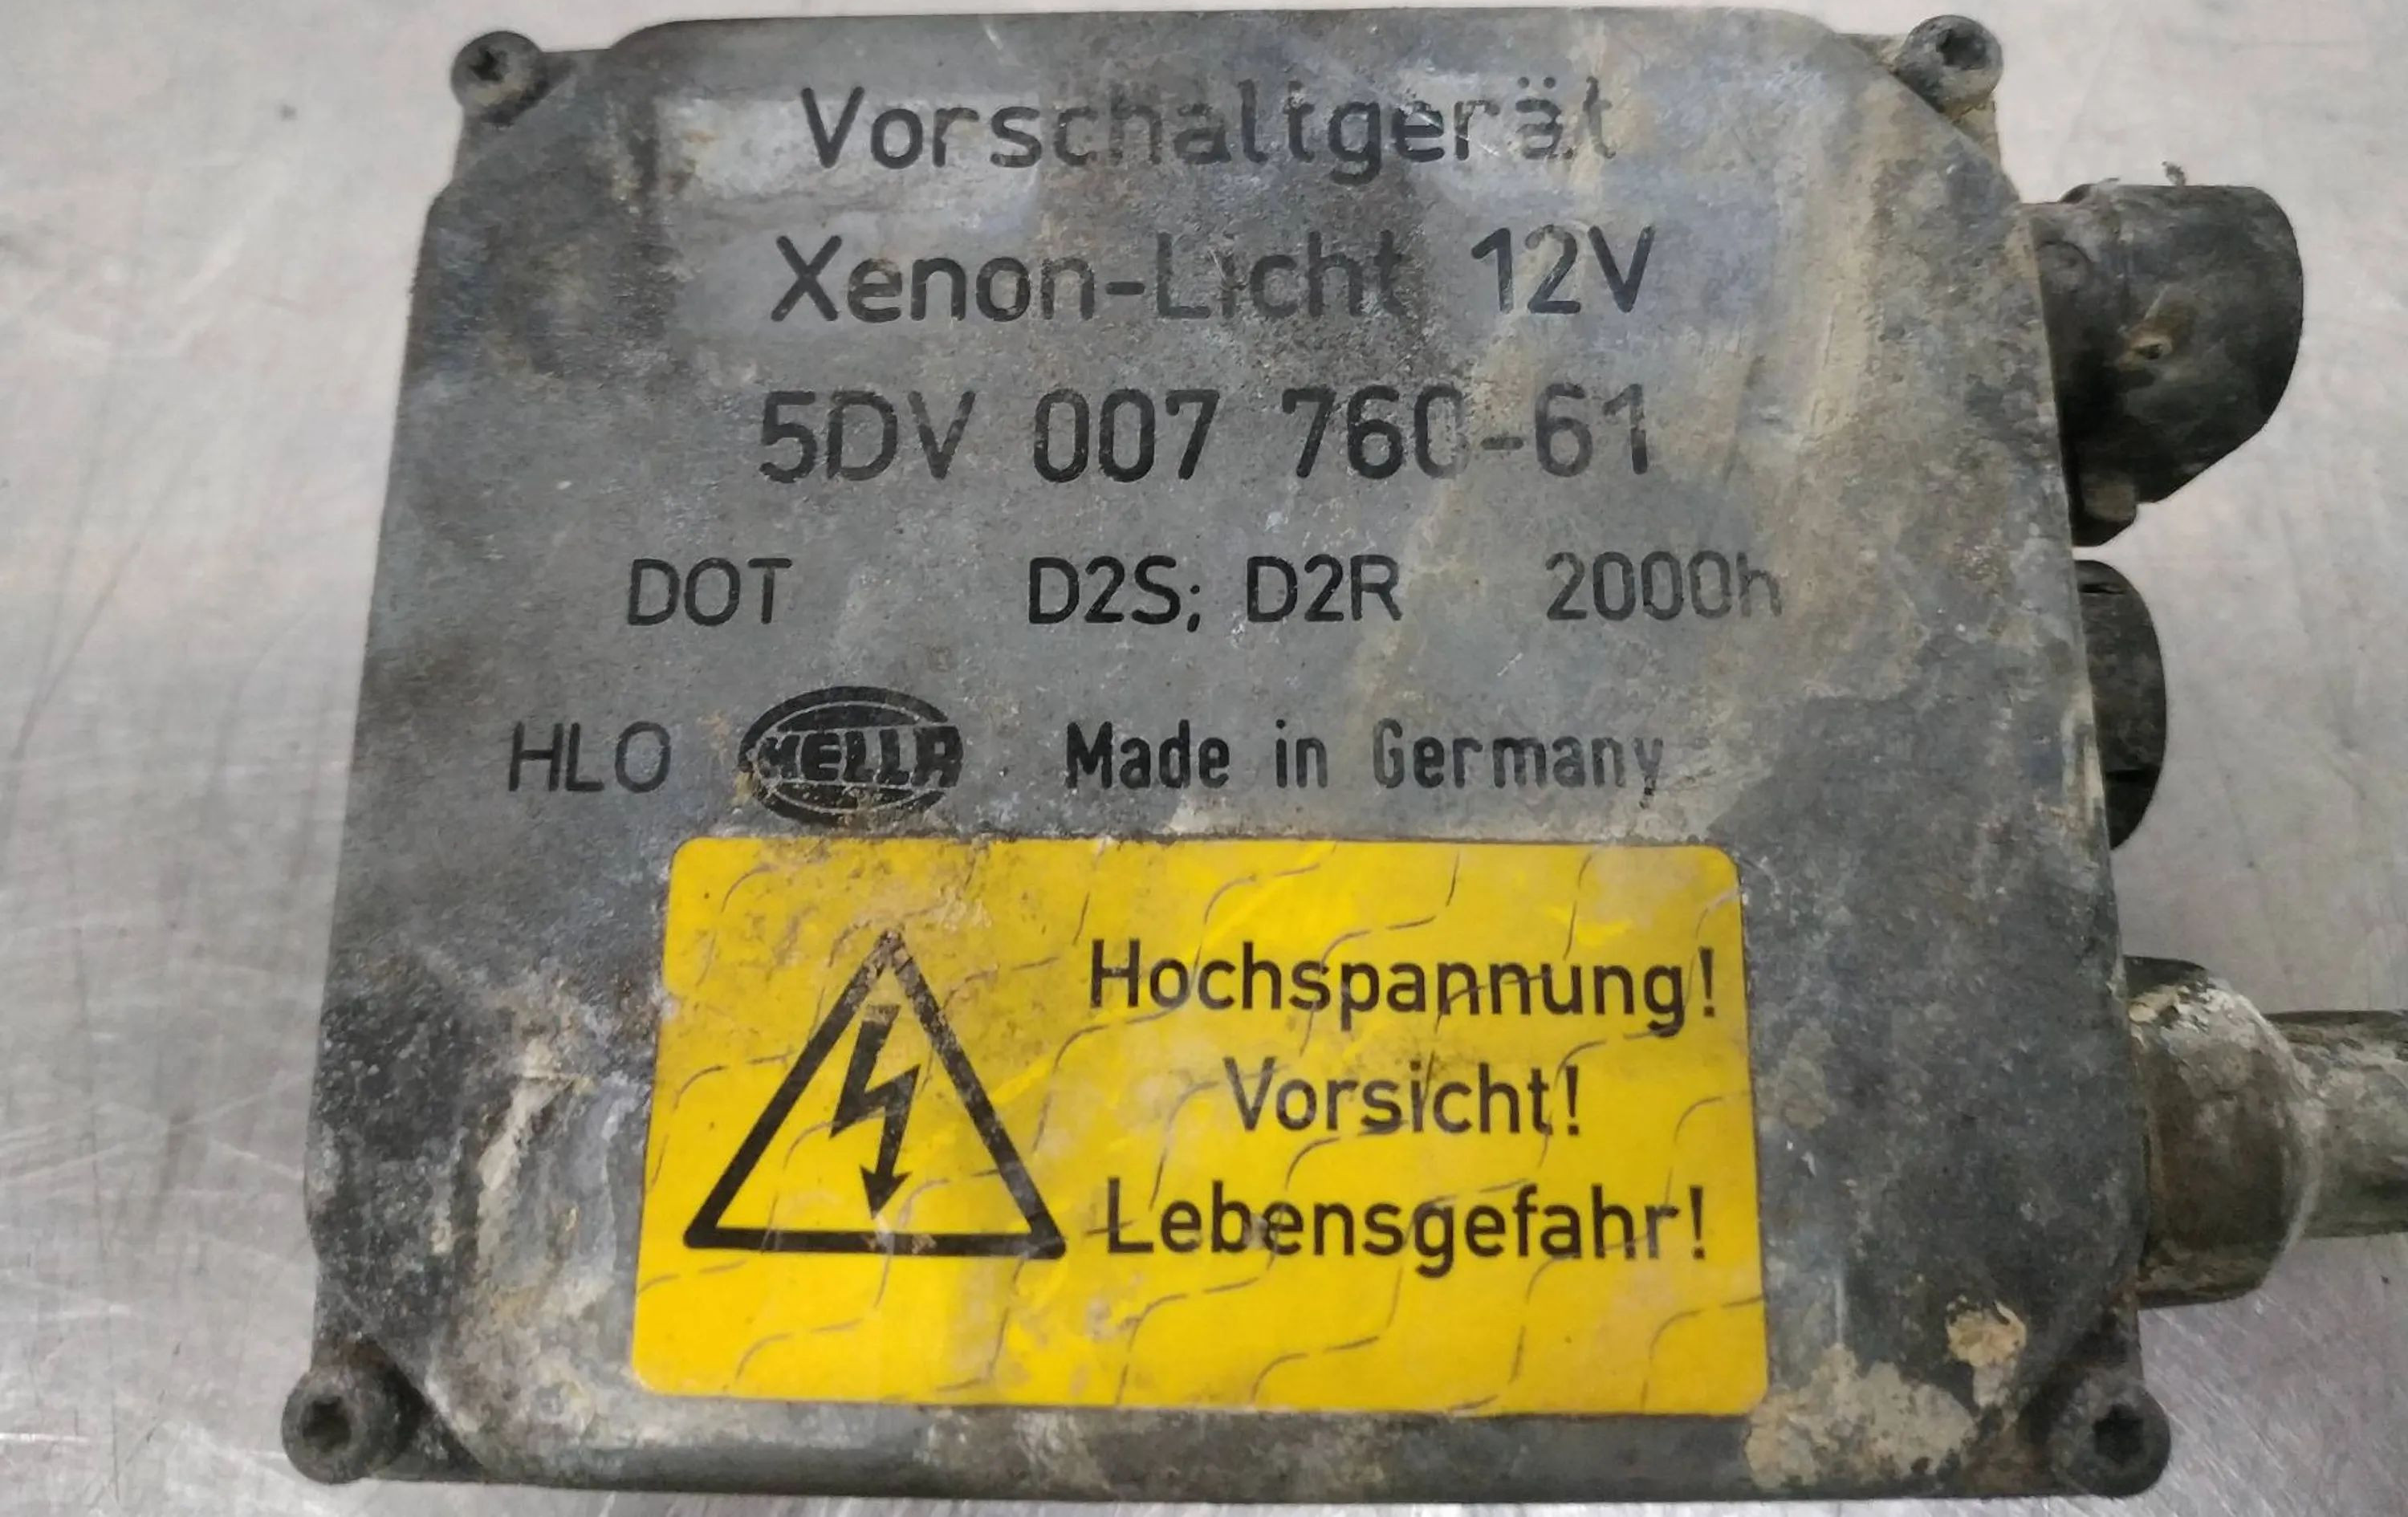 Vorschaltgerät
Xenon-Licht 12V
5DV 007 760-61
DOT D2S; D2R 2000h
HLO HELLA Made in Germany
Hochspannung!
Vorsicht!
Lebensgefahr!